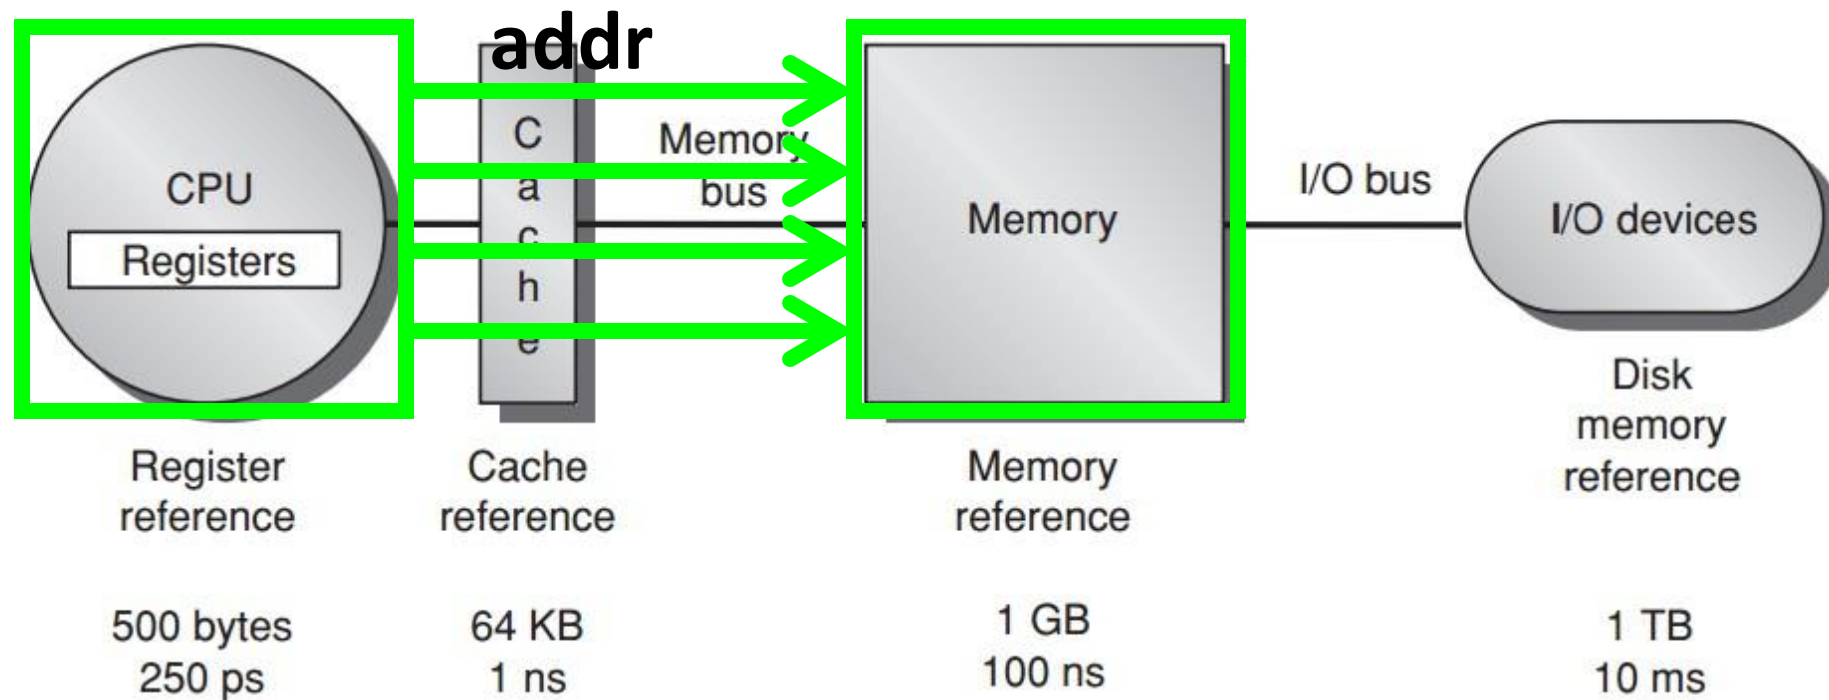 addr
CPU
Registers
C
a
c
h
e
Memory
bus
Memory
I/O bus
I/O devices
Register
reference
Cache
reference
Memory
reference
Disk
memory
reference
500 bytes
250 ps
64 KB
1 ns
1 GB
100 ns
1 TB
10 ms